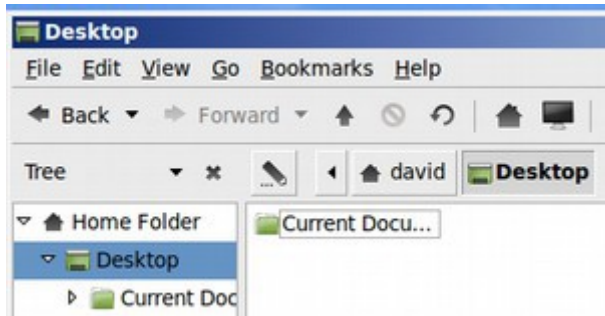 Desktop
File Edit View Go Bookmarks Help
Back Forward
Tree david Desktop
Home Folder Current Docu...
Desktop
Current Doc